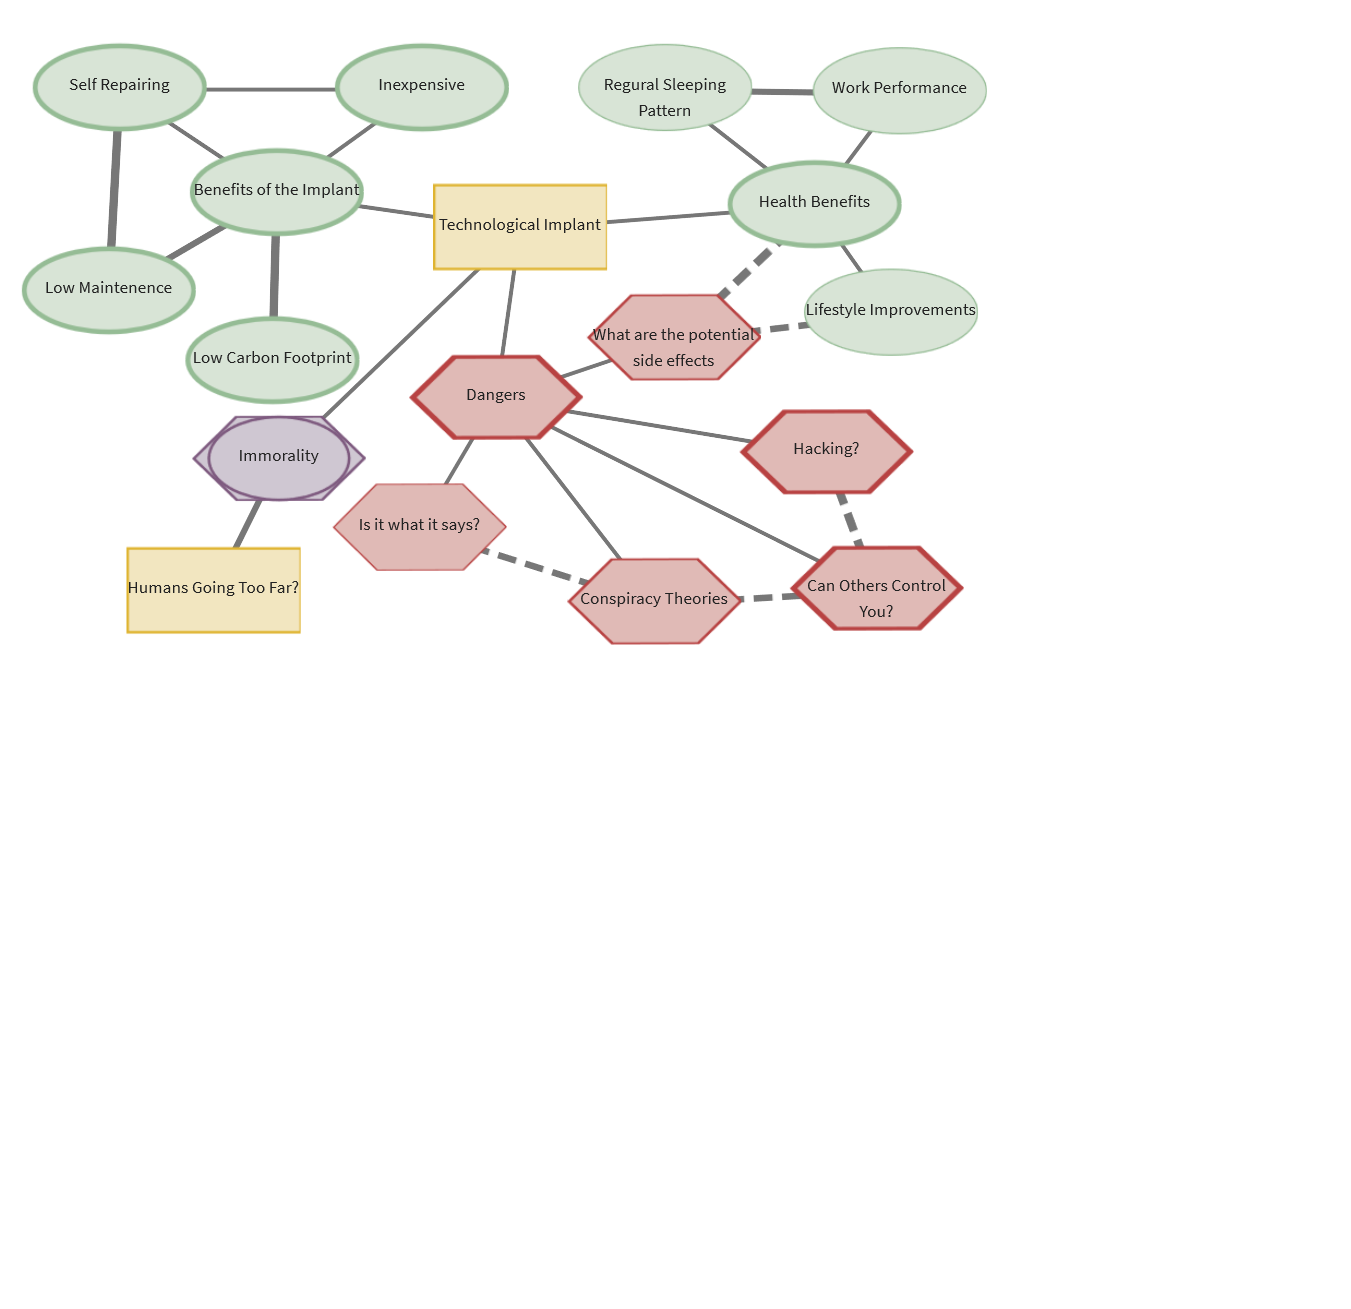 Self Repairing
Inexpensive
Regural Sleeping
Pattern
Work Performance
Benefits of the Implant
Technological Implant
Health Benefits
Low Maintenence
Lifestyle Improvements
What are the potential
side effects
Low Carbon Footprint
Dangers
Immorality
Hacking?
Is it what it says?
Humans Going Too Far?
Conspiracy Theories
Can Others Control
You?